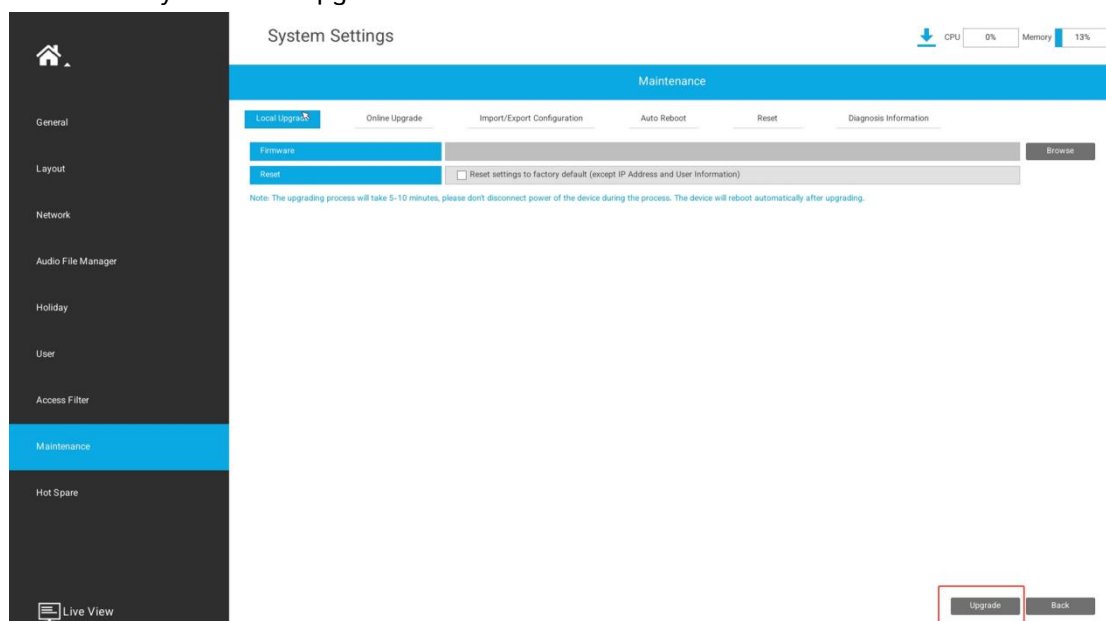 System Settings
CPU 0% Memory 13%
Maintenance
General
Layout
Network
Audio File Manager
Holiday
User
Access Filter
Maintenance
Hot Spare
Live View
Local Upgrade
Online Upgrade
Import/Export Configuration
Auto Reboot
Reset
Diagnosis Information
Firmware
Browse
Reset
Reset settings to factory default (except IP Address and User Information)
Note: The upgrading process will take 5-10 minutes, please don't disconnect power of the device during the process. The device will reboot automatically after upgrading.
Upgrade
Back